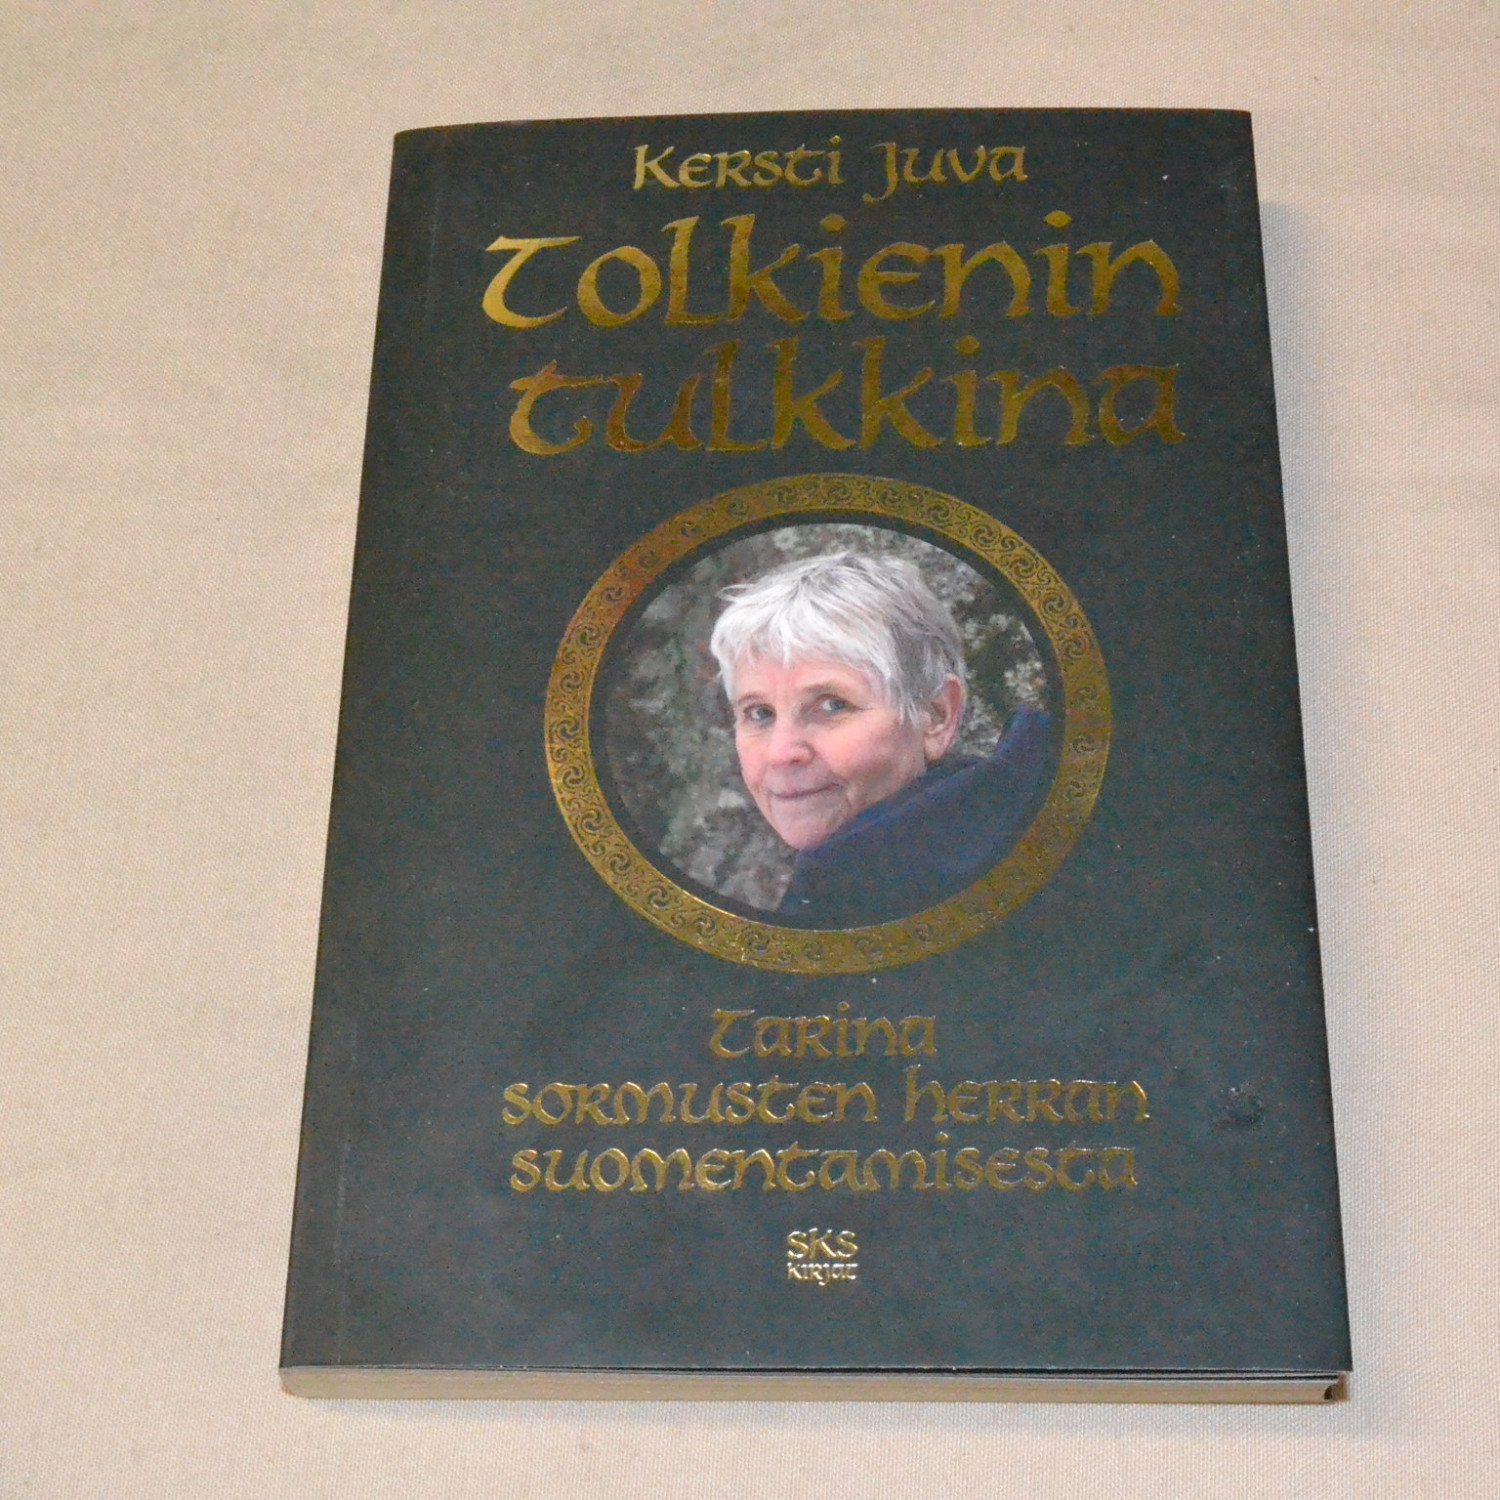 Kersti Juva
Tolkienin
tulkkina
Tarina
Sormusten herran
suomentamisesta
SKS
kirjat